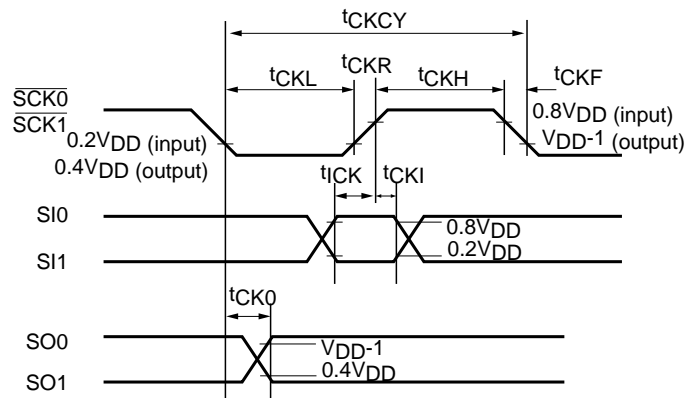 tCKCY
tCKL
tCKR
tCKH
tCKF
SCK0
SCK1
0.2VDD (input)
0.4VDD (output)
0.8VDD (input)
VDD-1 (output)
tICK
tCKI
SI0
SI1
0.8VDD
0.2VDD
tCK0
SO0
SO1
VDD-1
0.4VDD